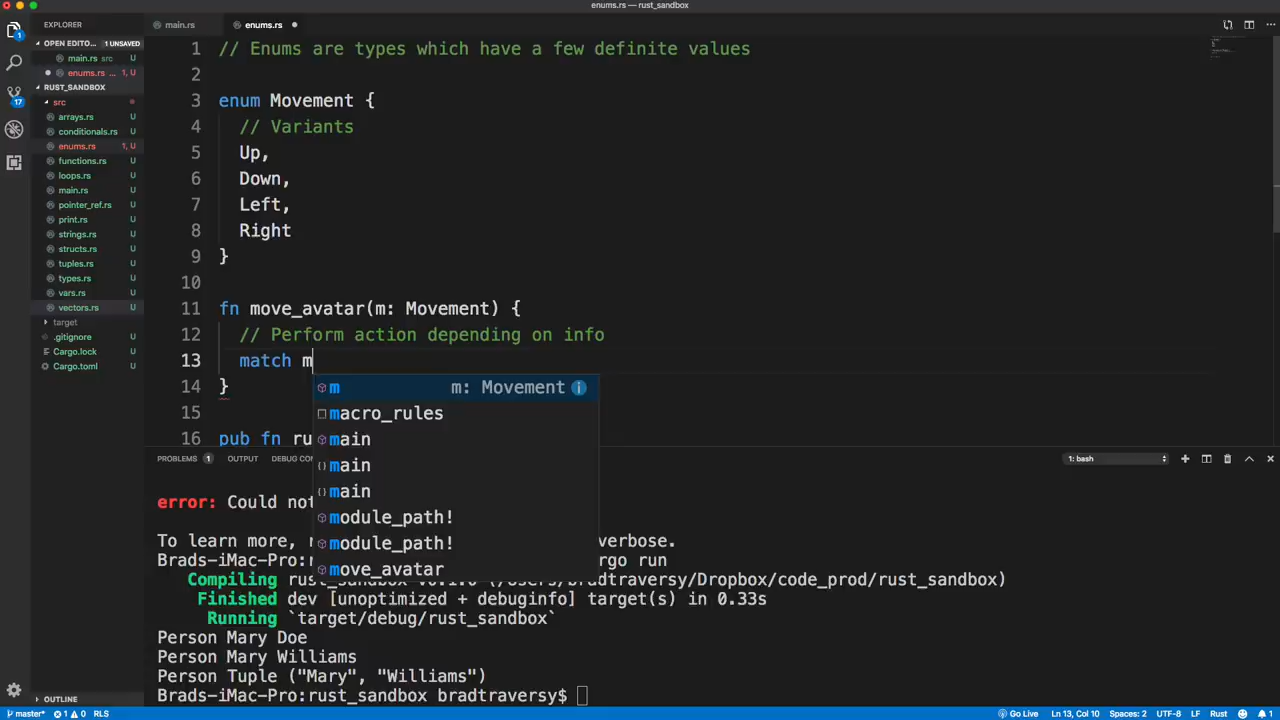 enums.rs — rust_sandbox
EXPLORER
main.rs
enums.rs
OPEN EDITO... 1 UNSAVED
main.rs src U
enums.rs ... 1, U
RUST_SANDBOX
src
arrays.rs U
conditionals.rs U
enums.rs 1, U
functions.rs U
loops.rs U
main.rs U
pointer_ref.rs U
print.rs U
strings.rs U
structs.rs U
tuples.rs U
types.rs U
vars.rs U
vectors.rs U
target
.gitignore U
Cargo.lock U
Cargo.toml U
OUTLINE
1
17
1 // Enums are types which have a few definite values
2
3 enum Movement {
4 // Variants
5 Up,
6 Down,
7 Left,
8 Right
9 }
10
11 fn move_avatar(m: Movement) {
12 // Perform action depending on info
13 match m
14 }
15
16 pub fn ru
m m: Movement
macro_rules
main
main
main
module_path!
module_path!
move_avatar
PROBLEMS 1 OUTPUT DEBUG CO 1: bash
error: Could not
To learn more, r verbose.
Brads-iMac-Pro:r rgo run
Compiling rust_sandbox v0.1.0 (/Users/bradtraversy/Dropbox/code_prod/rust_sandbox)
Finished dev [unoptimized + debuginfo] target(s) in 0.33s
Running `target/debug/rust_sandbox`
Person Mary Doe
Person Mary Williams
Person Tuple ("Mary", "Williams")
Brads-iMac-Pro:rust_sandbox bradtraversy$
master* 1 0 RLS Go Live Ln 13, Col 10 Spaces: 2 UTF-8 LF Rust 1